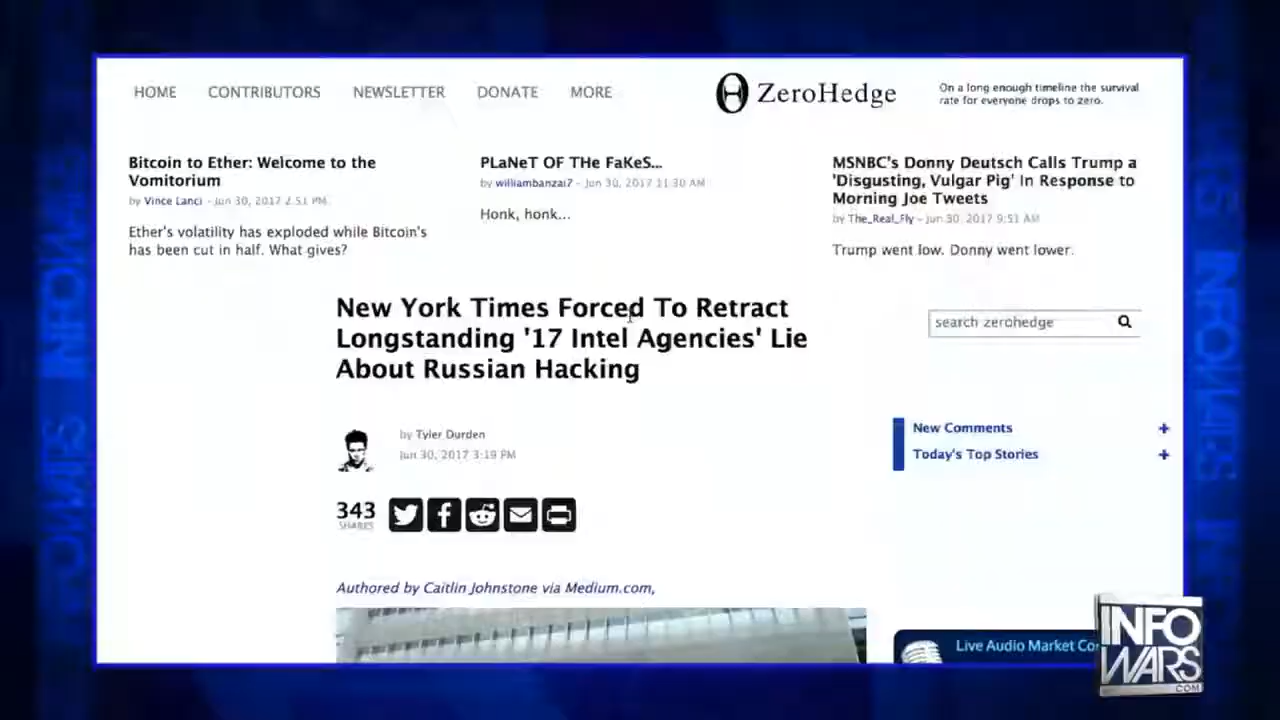 HOME CONTRIBUTORS NEWSLETTER DONATE MORE
ZeroHedge
On a long enough timeline the survival
rate for everyone drops to zero.
Bitcoin to Ether: Welcome to the
Vomitorium
by Vince Lanci - Jun 30, 2017 2:51 PM
Ether's volatility has exploded while Bitcoin's
has been cut in half. What gives?
PLaNeT OF THe FaKeS...
by williambanzai7 - Jun 30, 2017 11:30 AM
Honk, honk...
MSNBC's Donny Deutsch Calls Trump a
'Disgusting, Vulgar Pig' In Response to
Morning Joe Tweets
by The_Real_Fly - Jun 30, 2017 9:51 AM
Trump went low. Donny went lower.
New York Times Forced To Retract
Longstanding '17 Intel Agencies' Lie
About Russian Hacking
search zerohedge
by Tyler Durden
Jun 30, 2017 3:19 PM
New Comments +
Today's Top Stories +
343
SHARES
Authored by Caitlin Johnstone via Medium.com,
Live Audio Market Co
INFO
WARS
.COM
INFOWARS
INFOWARS